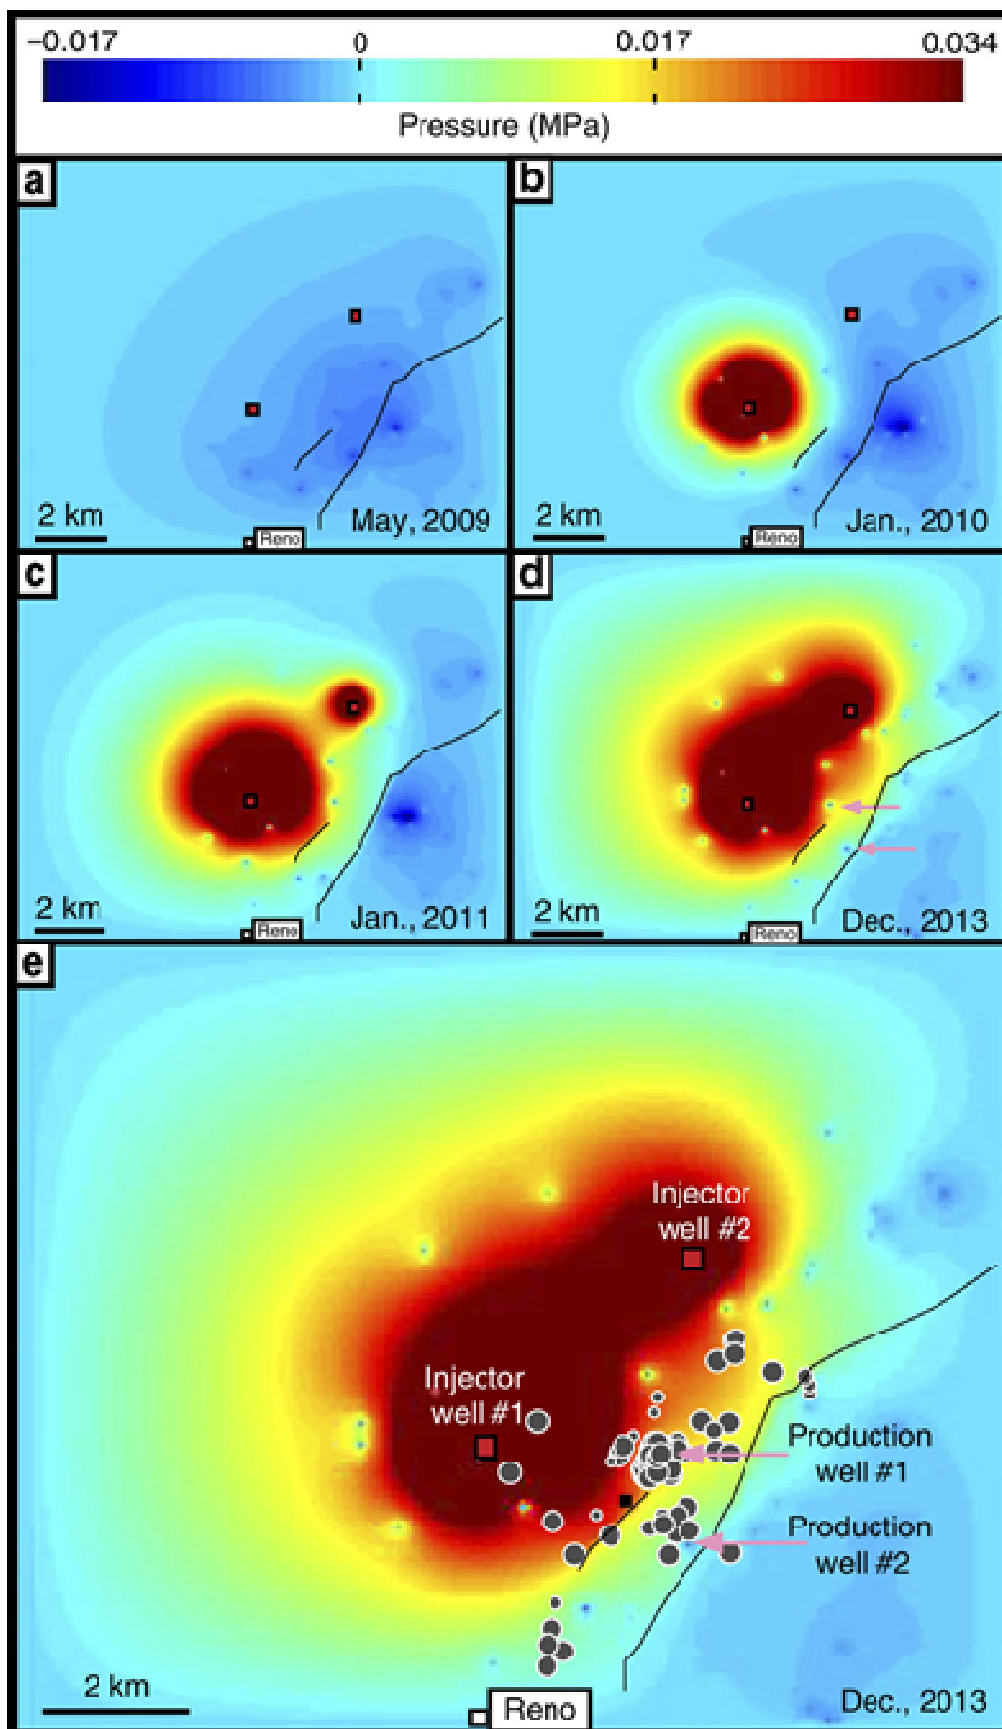 −0.017 0 0.017 0.034
Pressure (MPa)
a
2 km
May, 2009
Reno
b
2 km
Jan., 2010
Reno
c
2 km
Jan., 2011
Reno
d
2 km
Dec., 2013
Reno
e
Injector
well #2
Injector
well #1
Production
well #1
Production
well #2
2 km
Reno
Dec., 2013